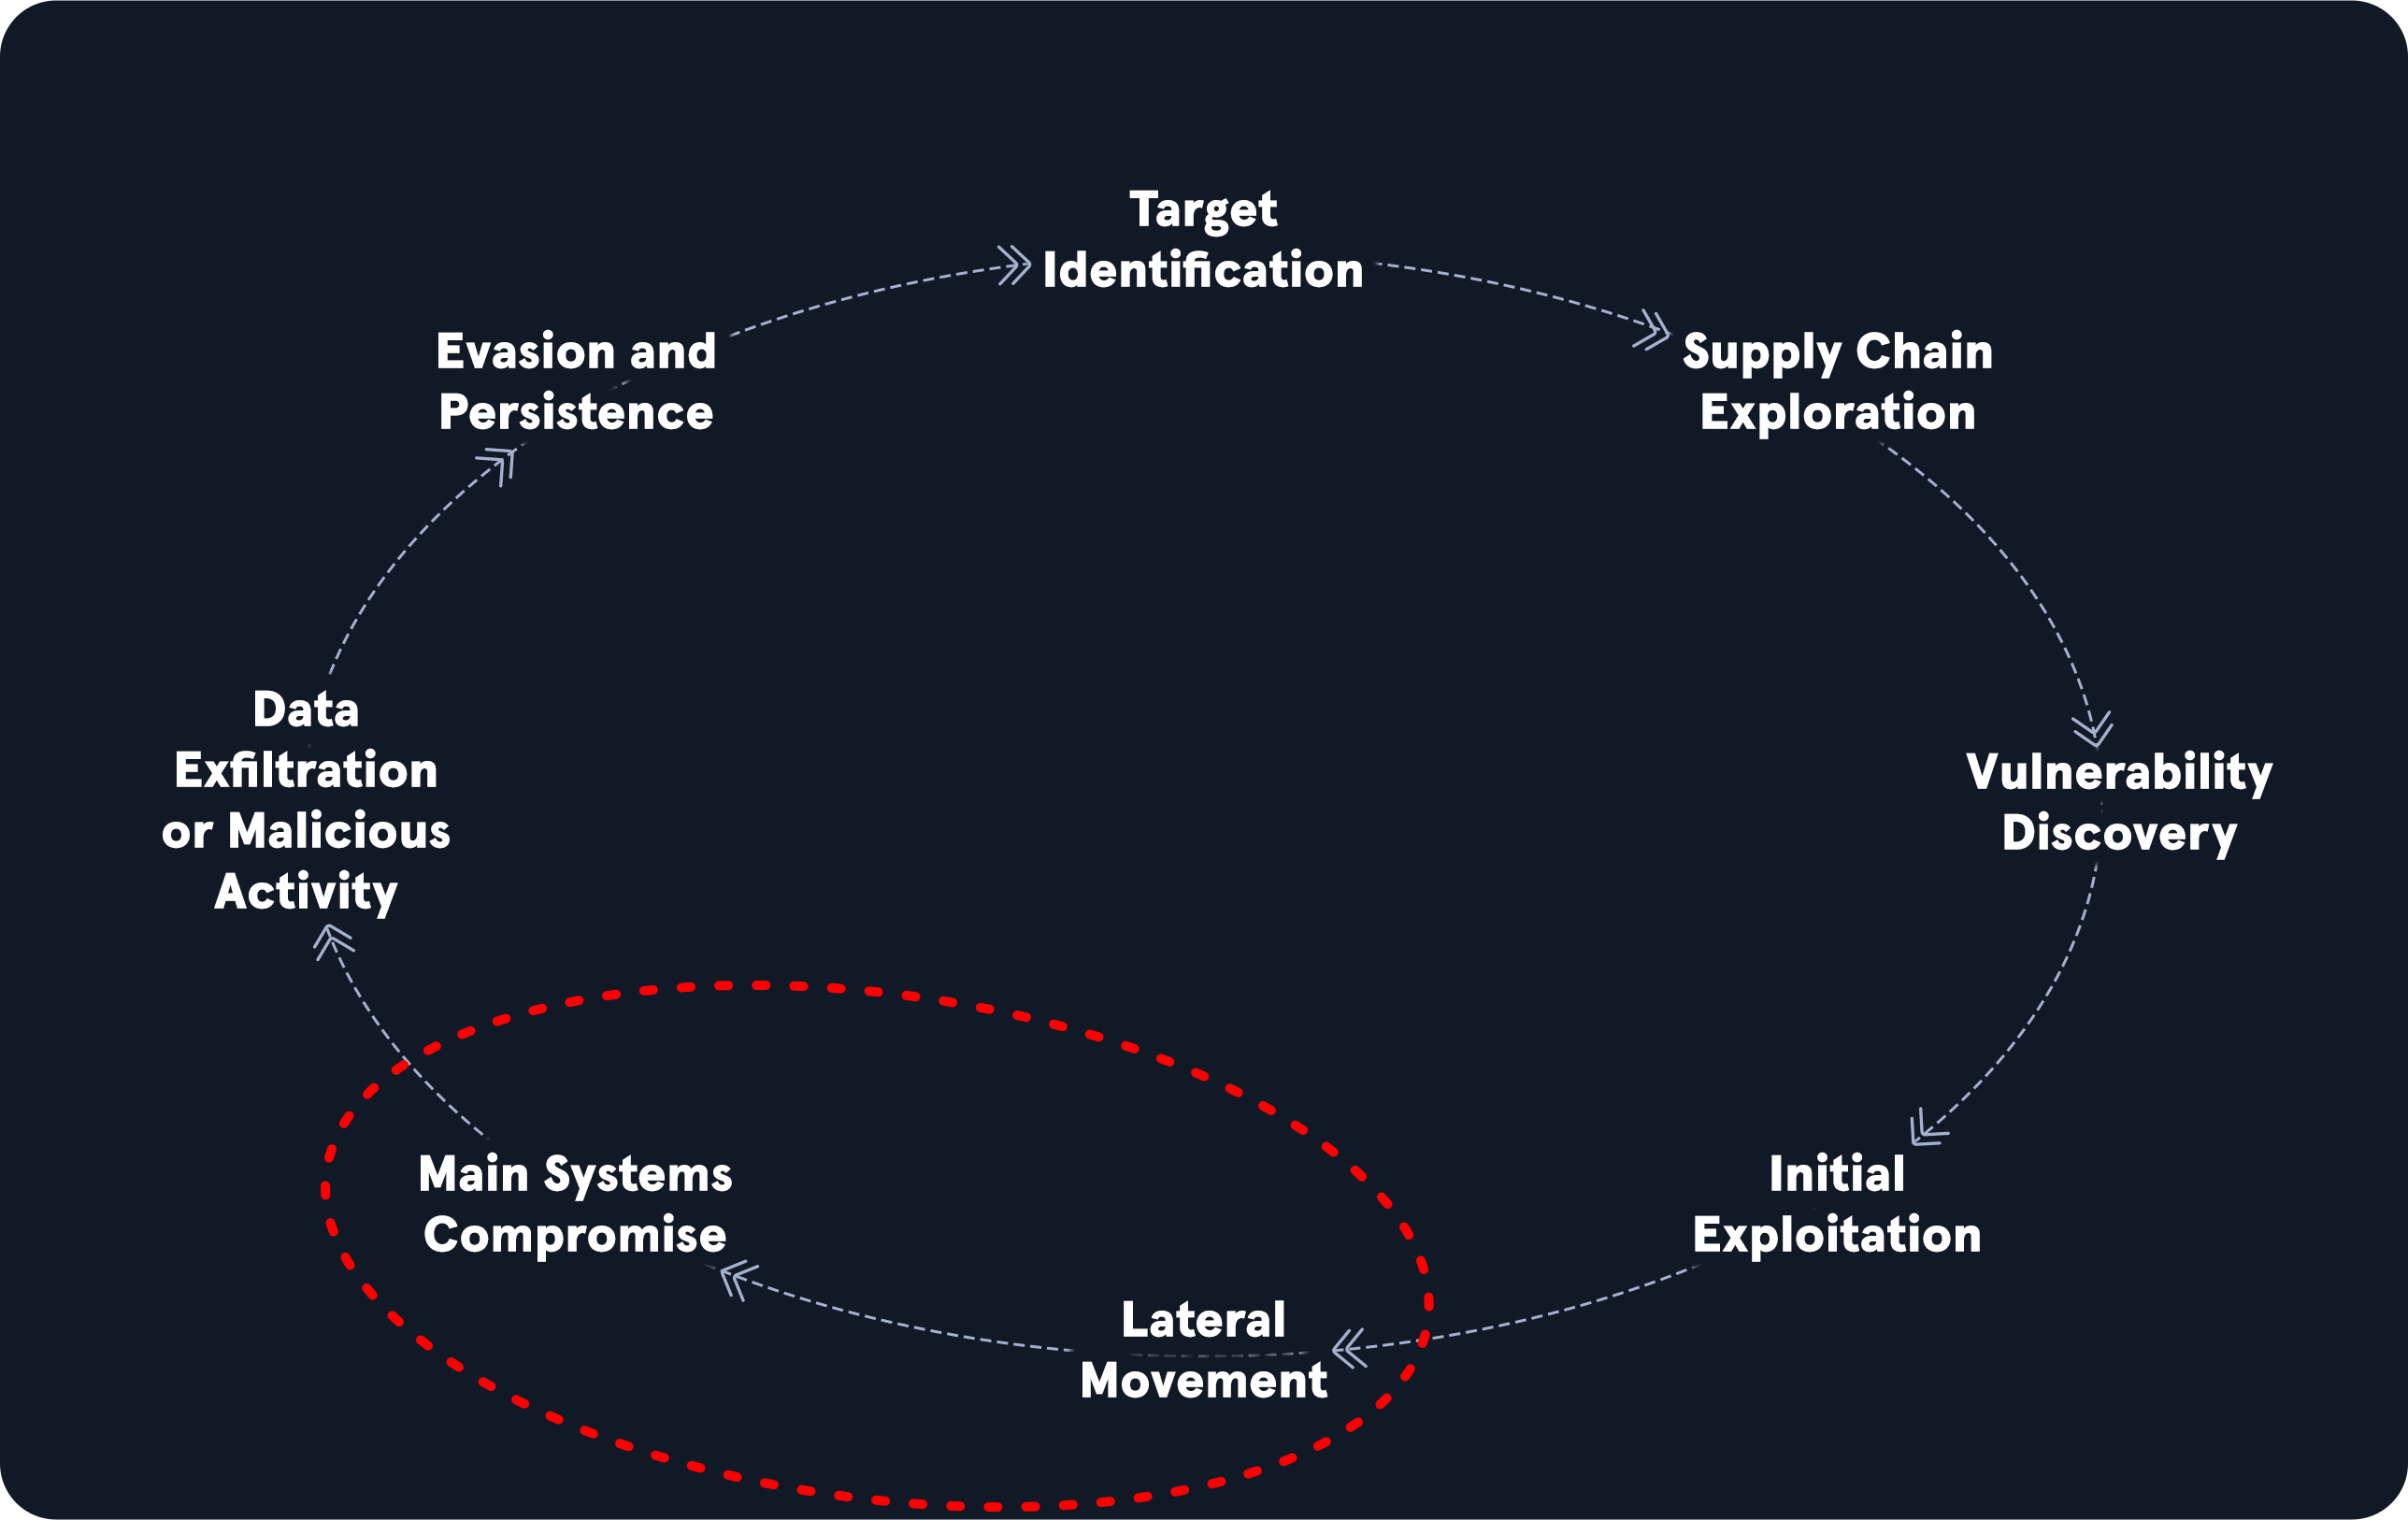 Target
Identification
Supply Chain
Exploration
Vulnerability
Discovery
Initial
Exploitation
Lateral
Movement
Main Systems
Compromise
Data
Exfiltration
or Malicious
Activity
Evasion and
Persistence